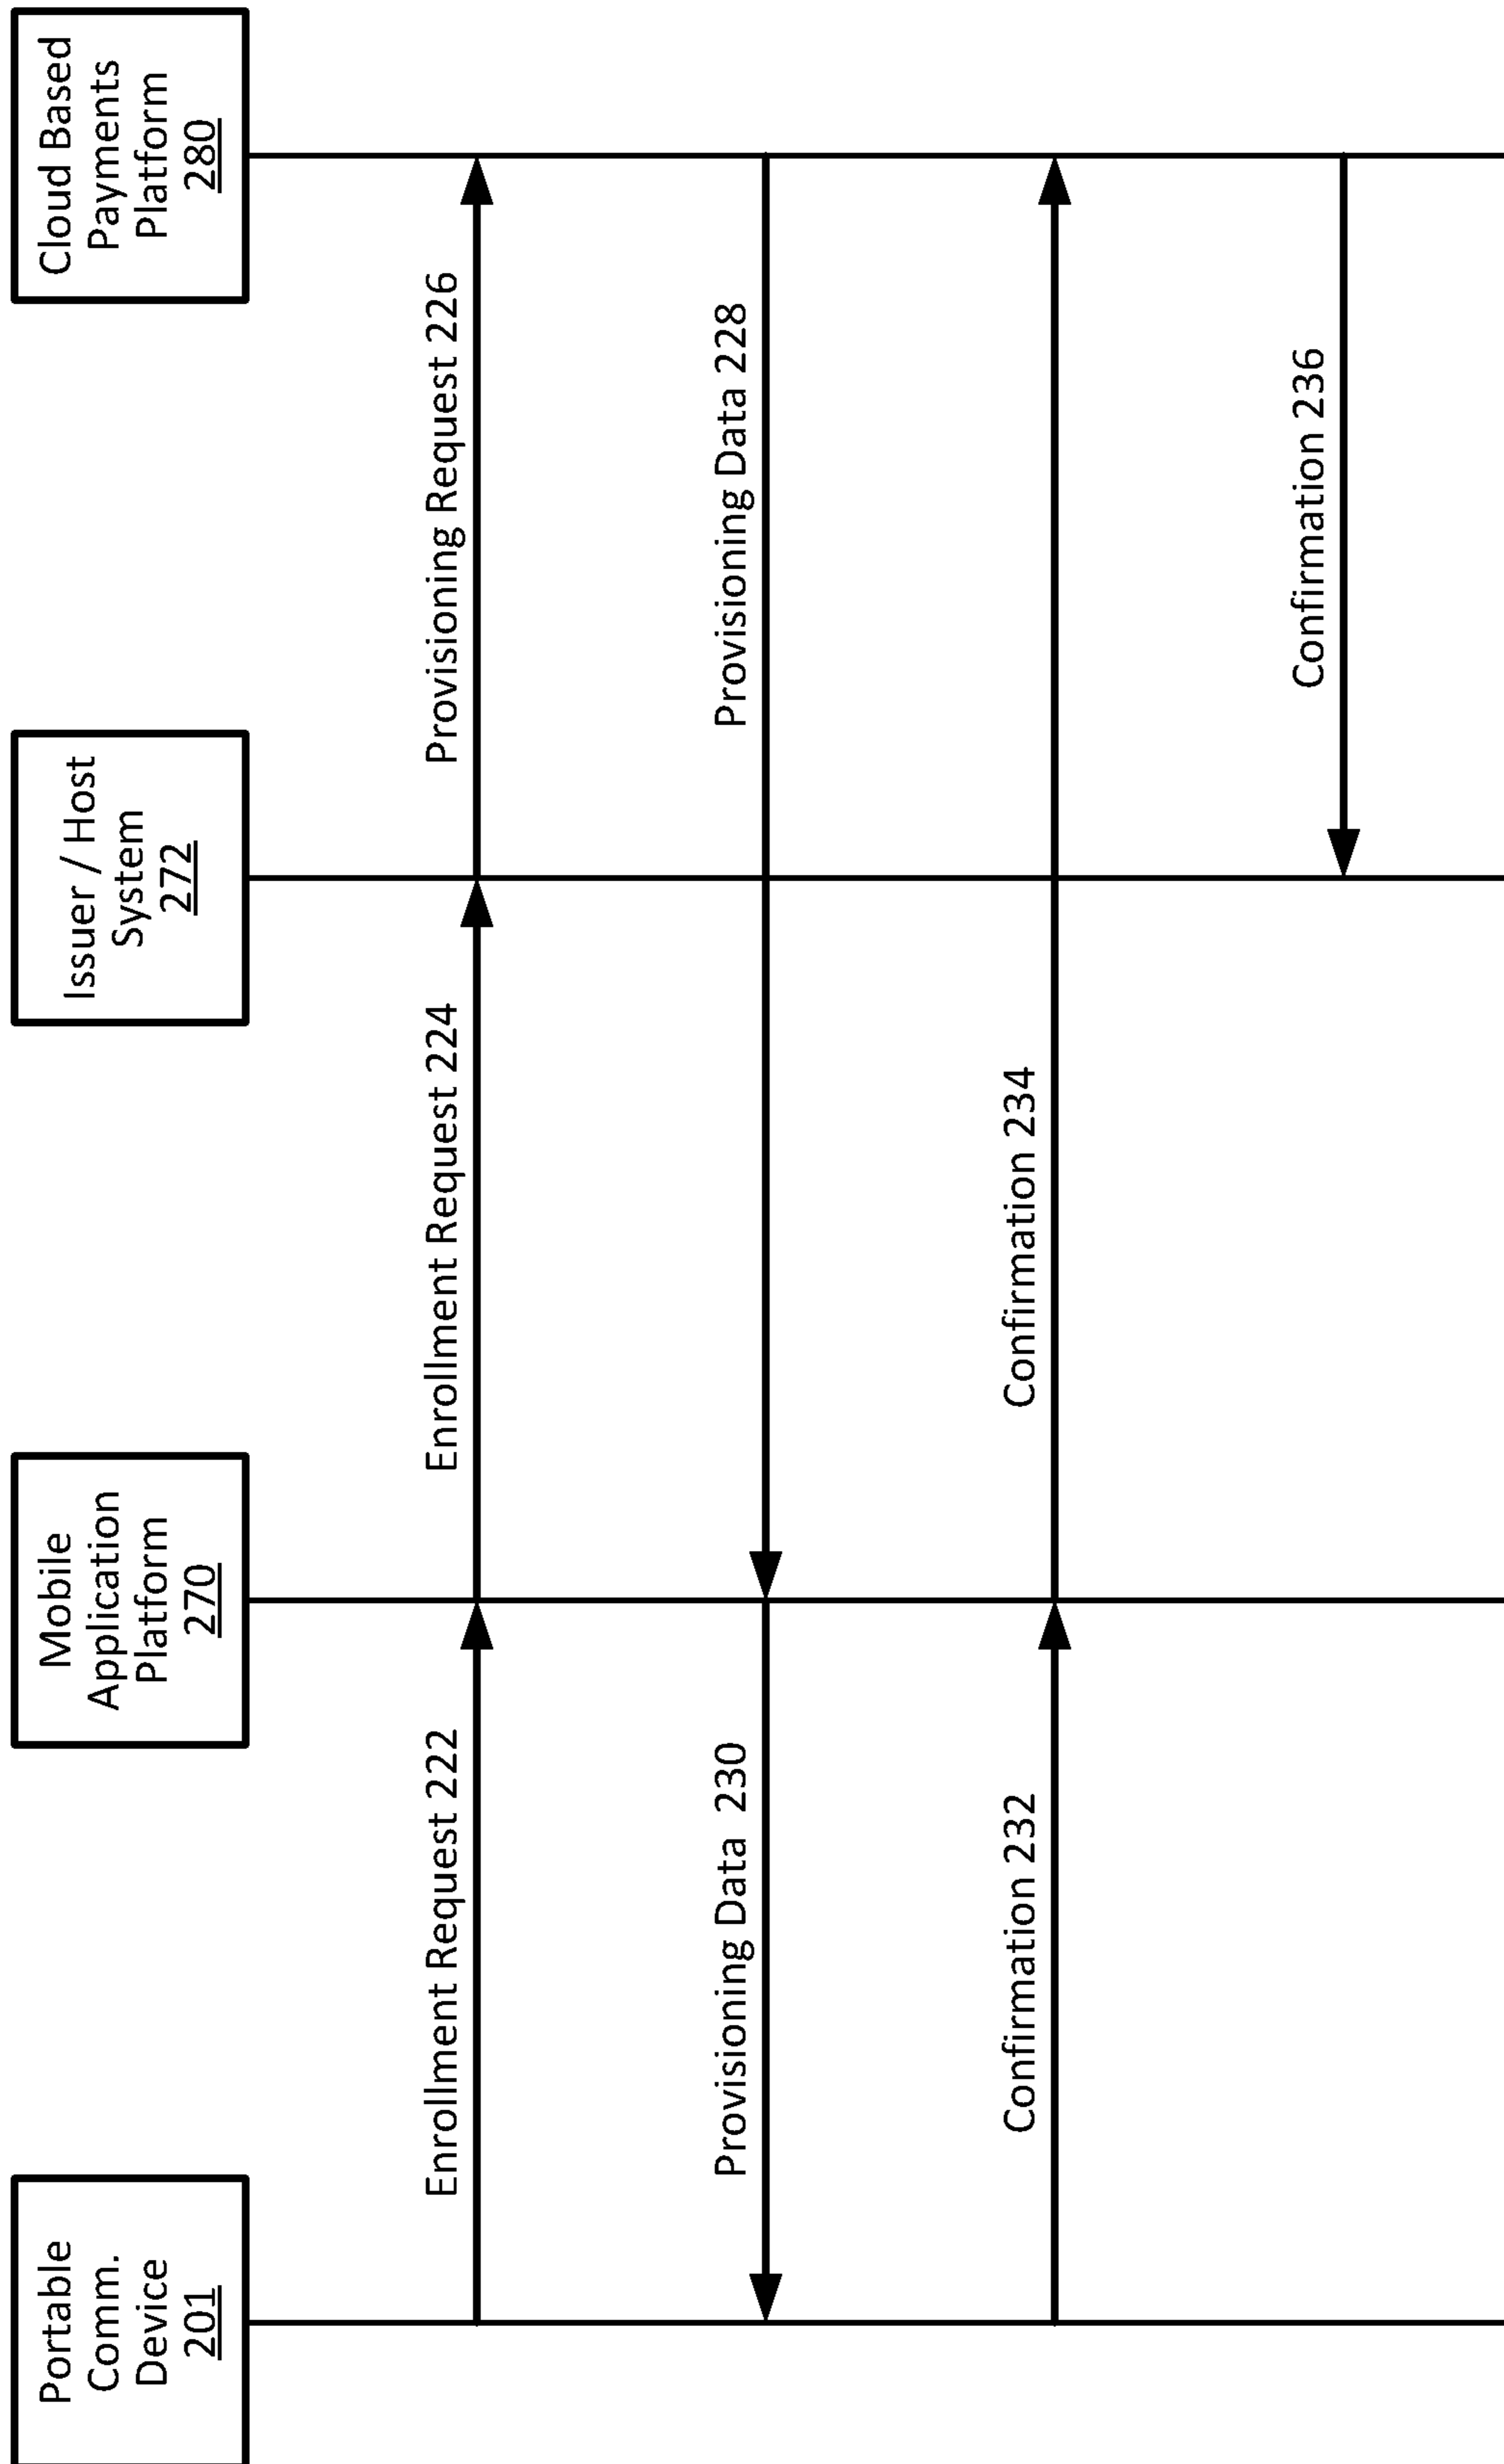 Portable
Comm.
Device
201
Mobile
Application
Platform
270
Issuer / Host
System
272
Cloud Based
Payments
Platform
280
Enrollment Request 222
Enrollment Request 224
Provisioning Request 226
Provisioning Data 230
Provisioning Data 228
Confirmation 232
Confirmation 234
Confirmation 236